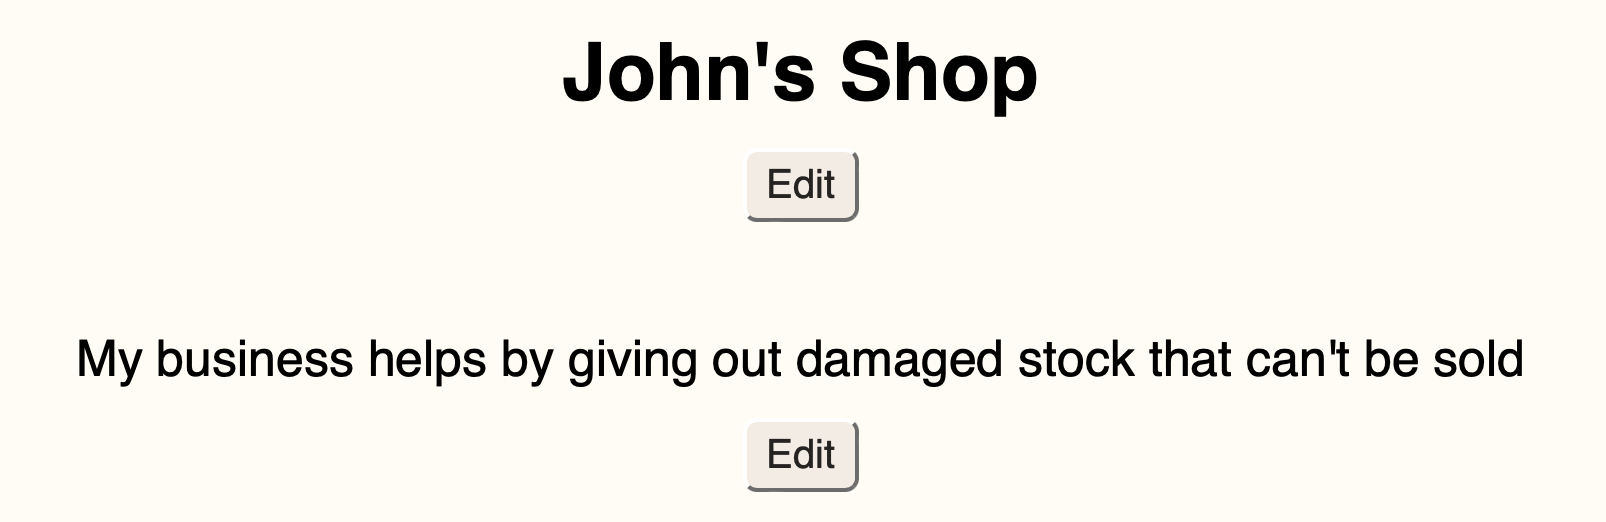 John's Shop
Edit
My business helps by giving out damaged stock that can't be sold
Edit